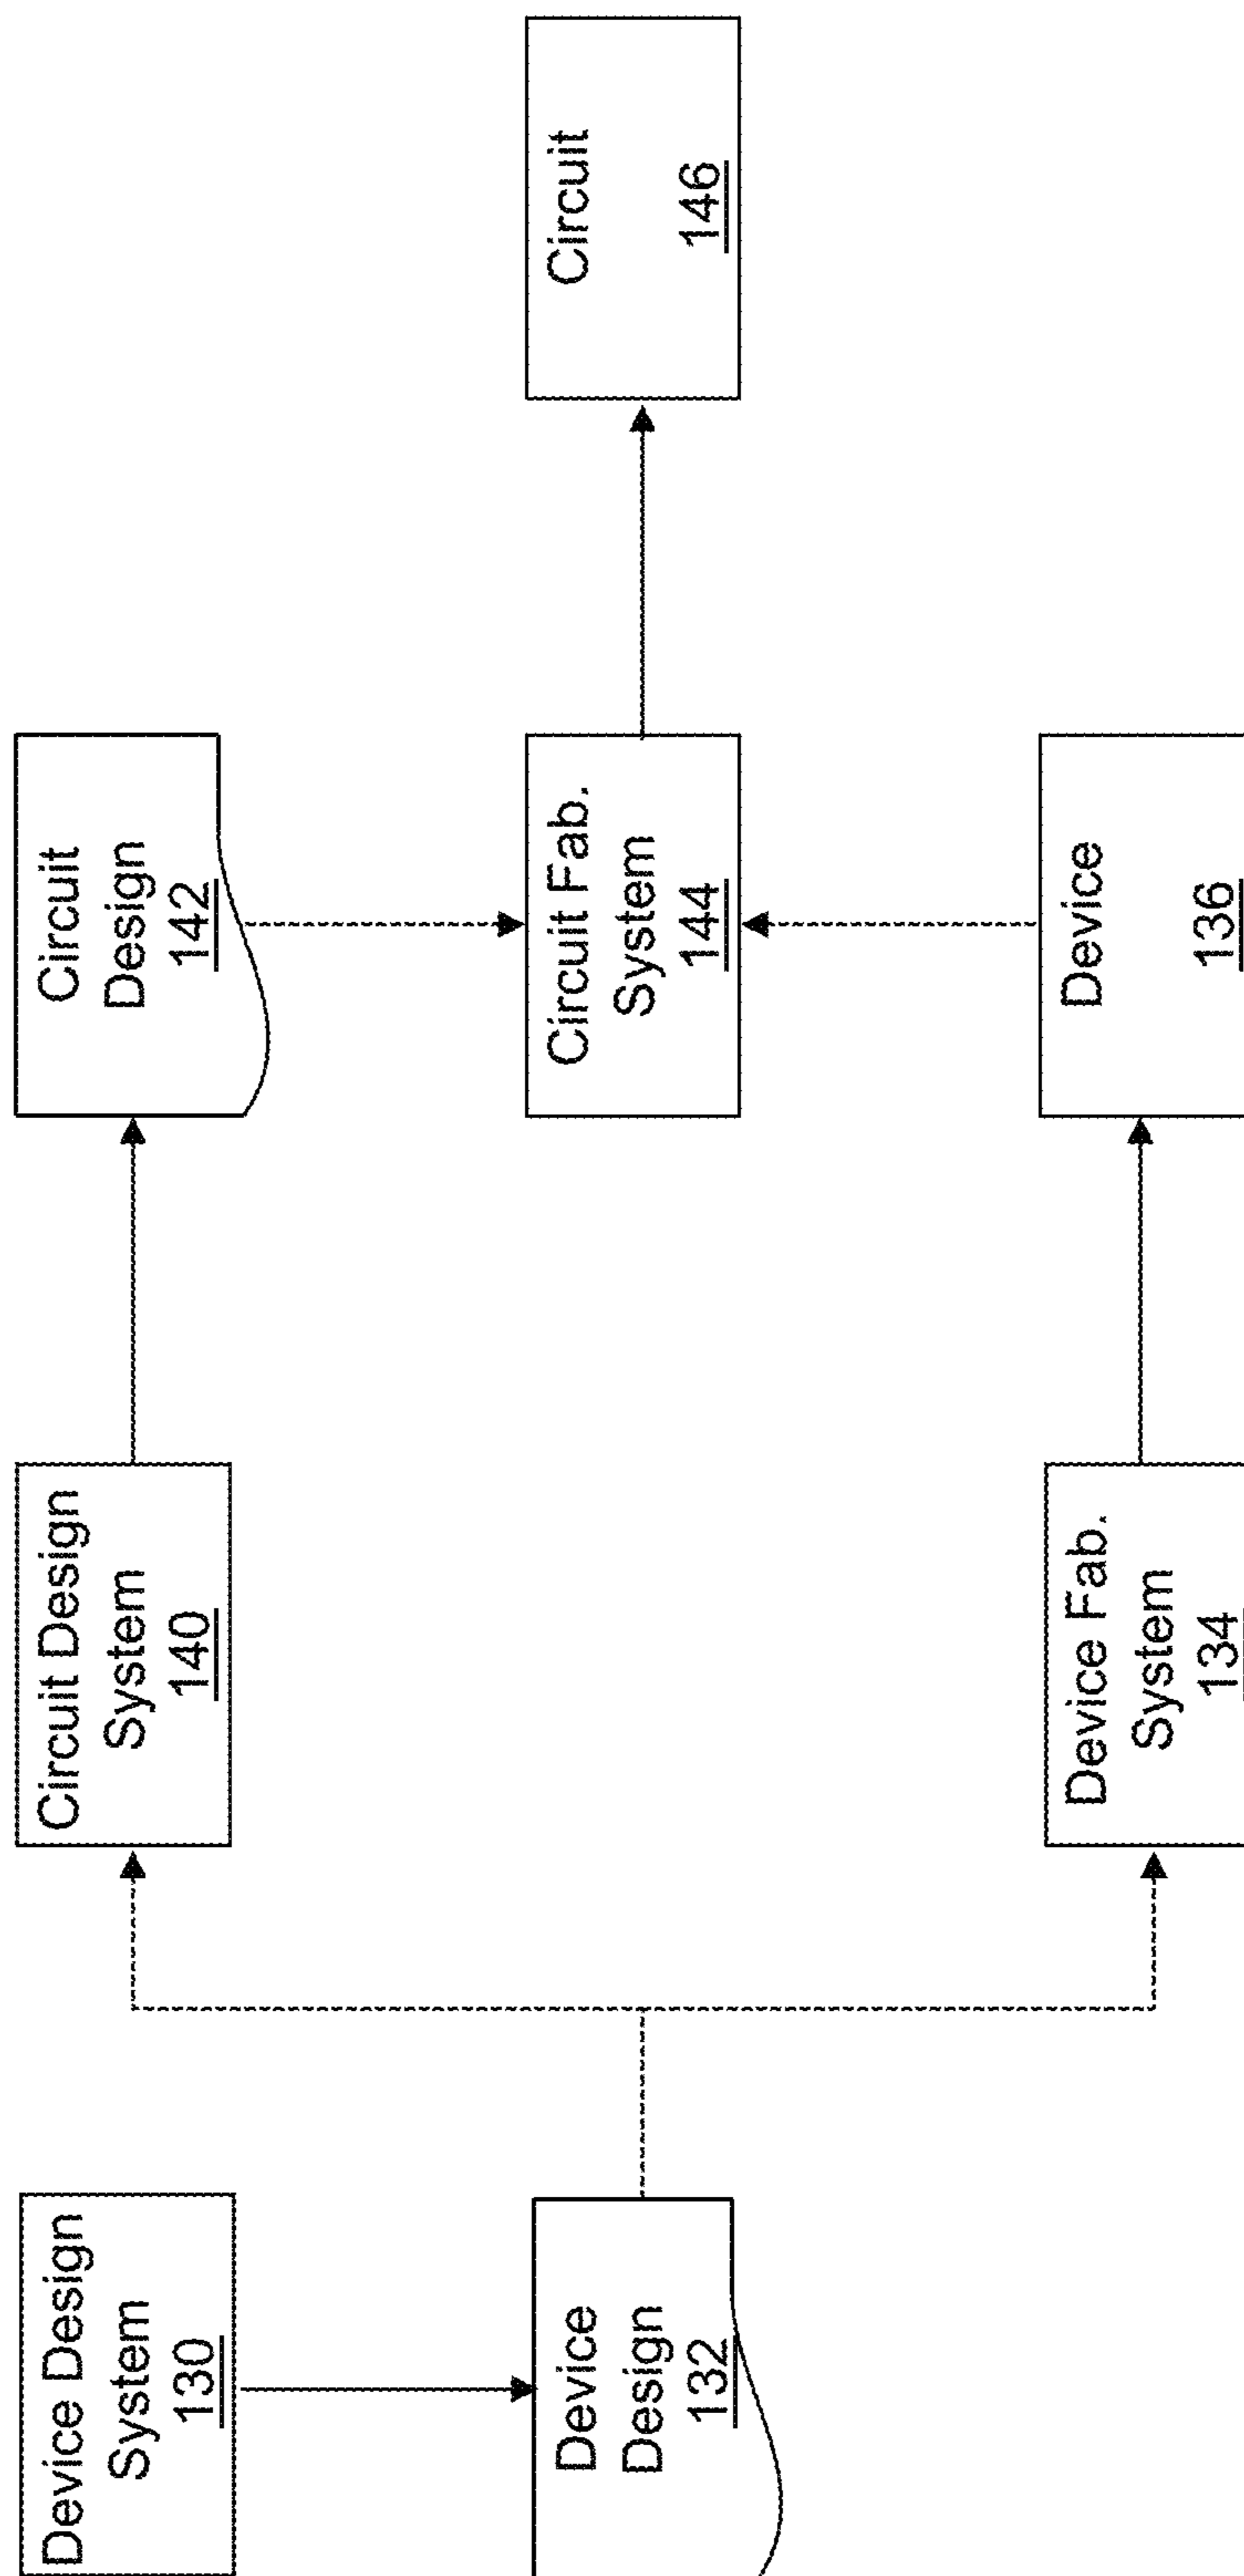 Device Design
System
130
Device
Design
132
Circuit Design
System
140
Device Fab.
System
134
Circuit
Design
142
Circuit Fab.
System
144
Device
136
Circuit
146